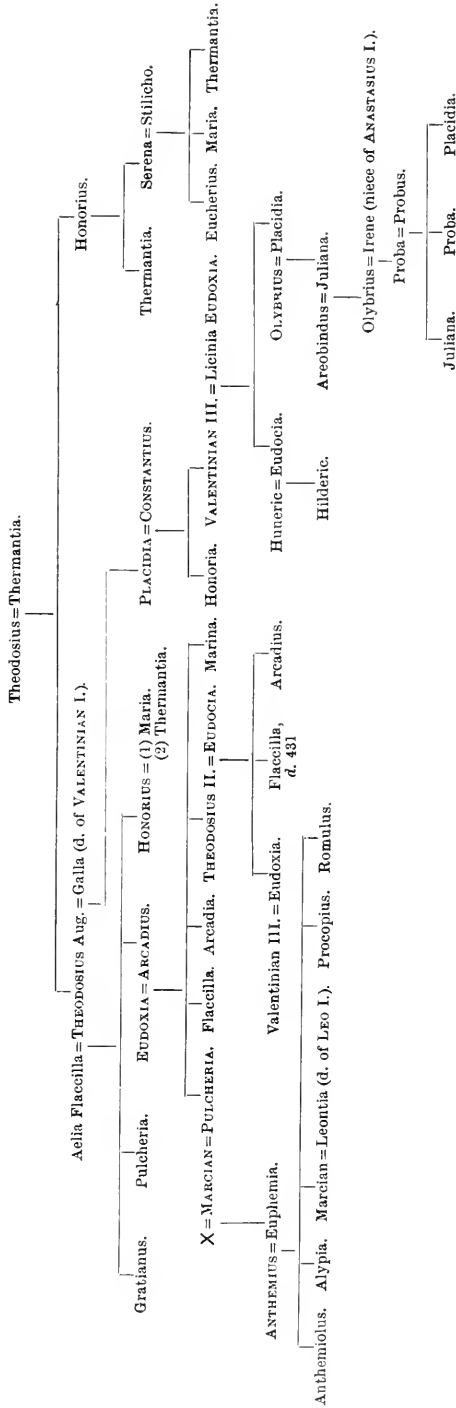 Theodosius = Thermantia.
Aelia Flaccilla = THEODOSIUS Aug. = Galla (d. of VALENTINIAN I.). Honorius.
Gratianus. Pulcheria. EUDOXIA = ARCADIUS. HONORIUS = (1) Maria. PLACIDIA = CONSTANTIUS. Thermantia. Serena = Stilicho.
(2) Thermantia.
X = MARCIAN = PULCHERIA. Flaccilla. Arcadia. THEODOSIUS II. = EUDOCIA. Marina. Honoria. VALENTINIAN III. = Licinia EUDOXIA. Eucherius. Maria. Thermantia.
ANTHEMIUS = Euphemia. Valentinian III. = Eudoxia. Flaccilla, Arcadius. Huneric = Eudocia. OLYBRIUS = Placidia.
d. 431
Anthemiolus. Alypia. Marcian = Leontia (d. of LEO I.). Procopius. Romulus. Hilderic. Areobindus = Juliana.
Olybrius = Irene (niece of ANASTASIUS I.).
Proba = Probus.
Juliana. Proba. Placidia.